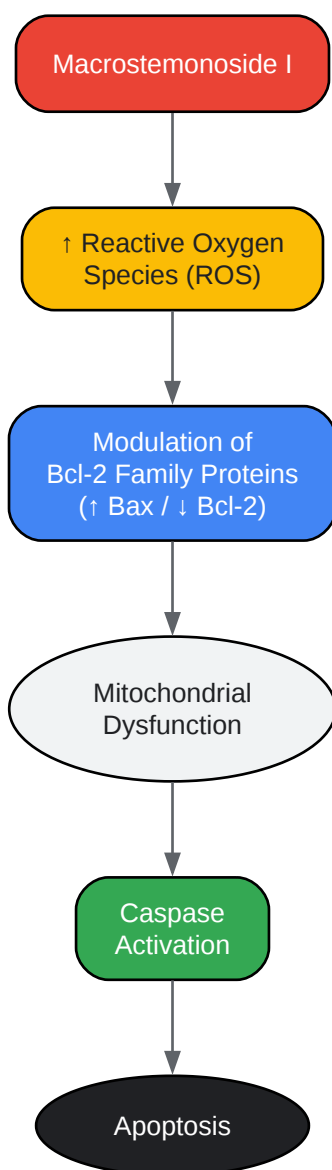 Macrostemonoside I
↑ Reactive Oxygen
Species (ROS)
Modulation of
Bcl-2 Family Proteins
(↑ Bax / ↓ Bcl-2)
Mitochondrial
Dysfunction
Caspase
Activation
Apoptosis